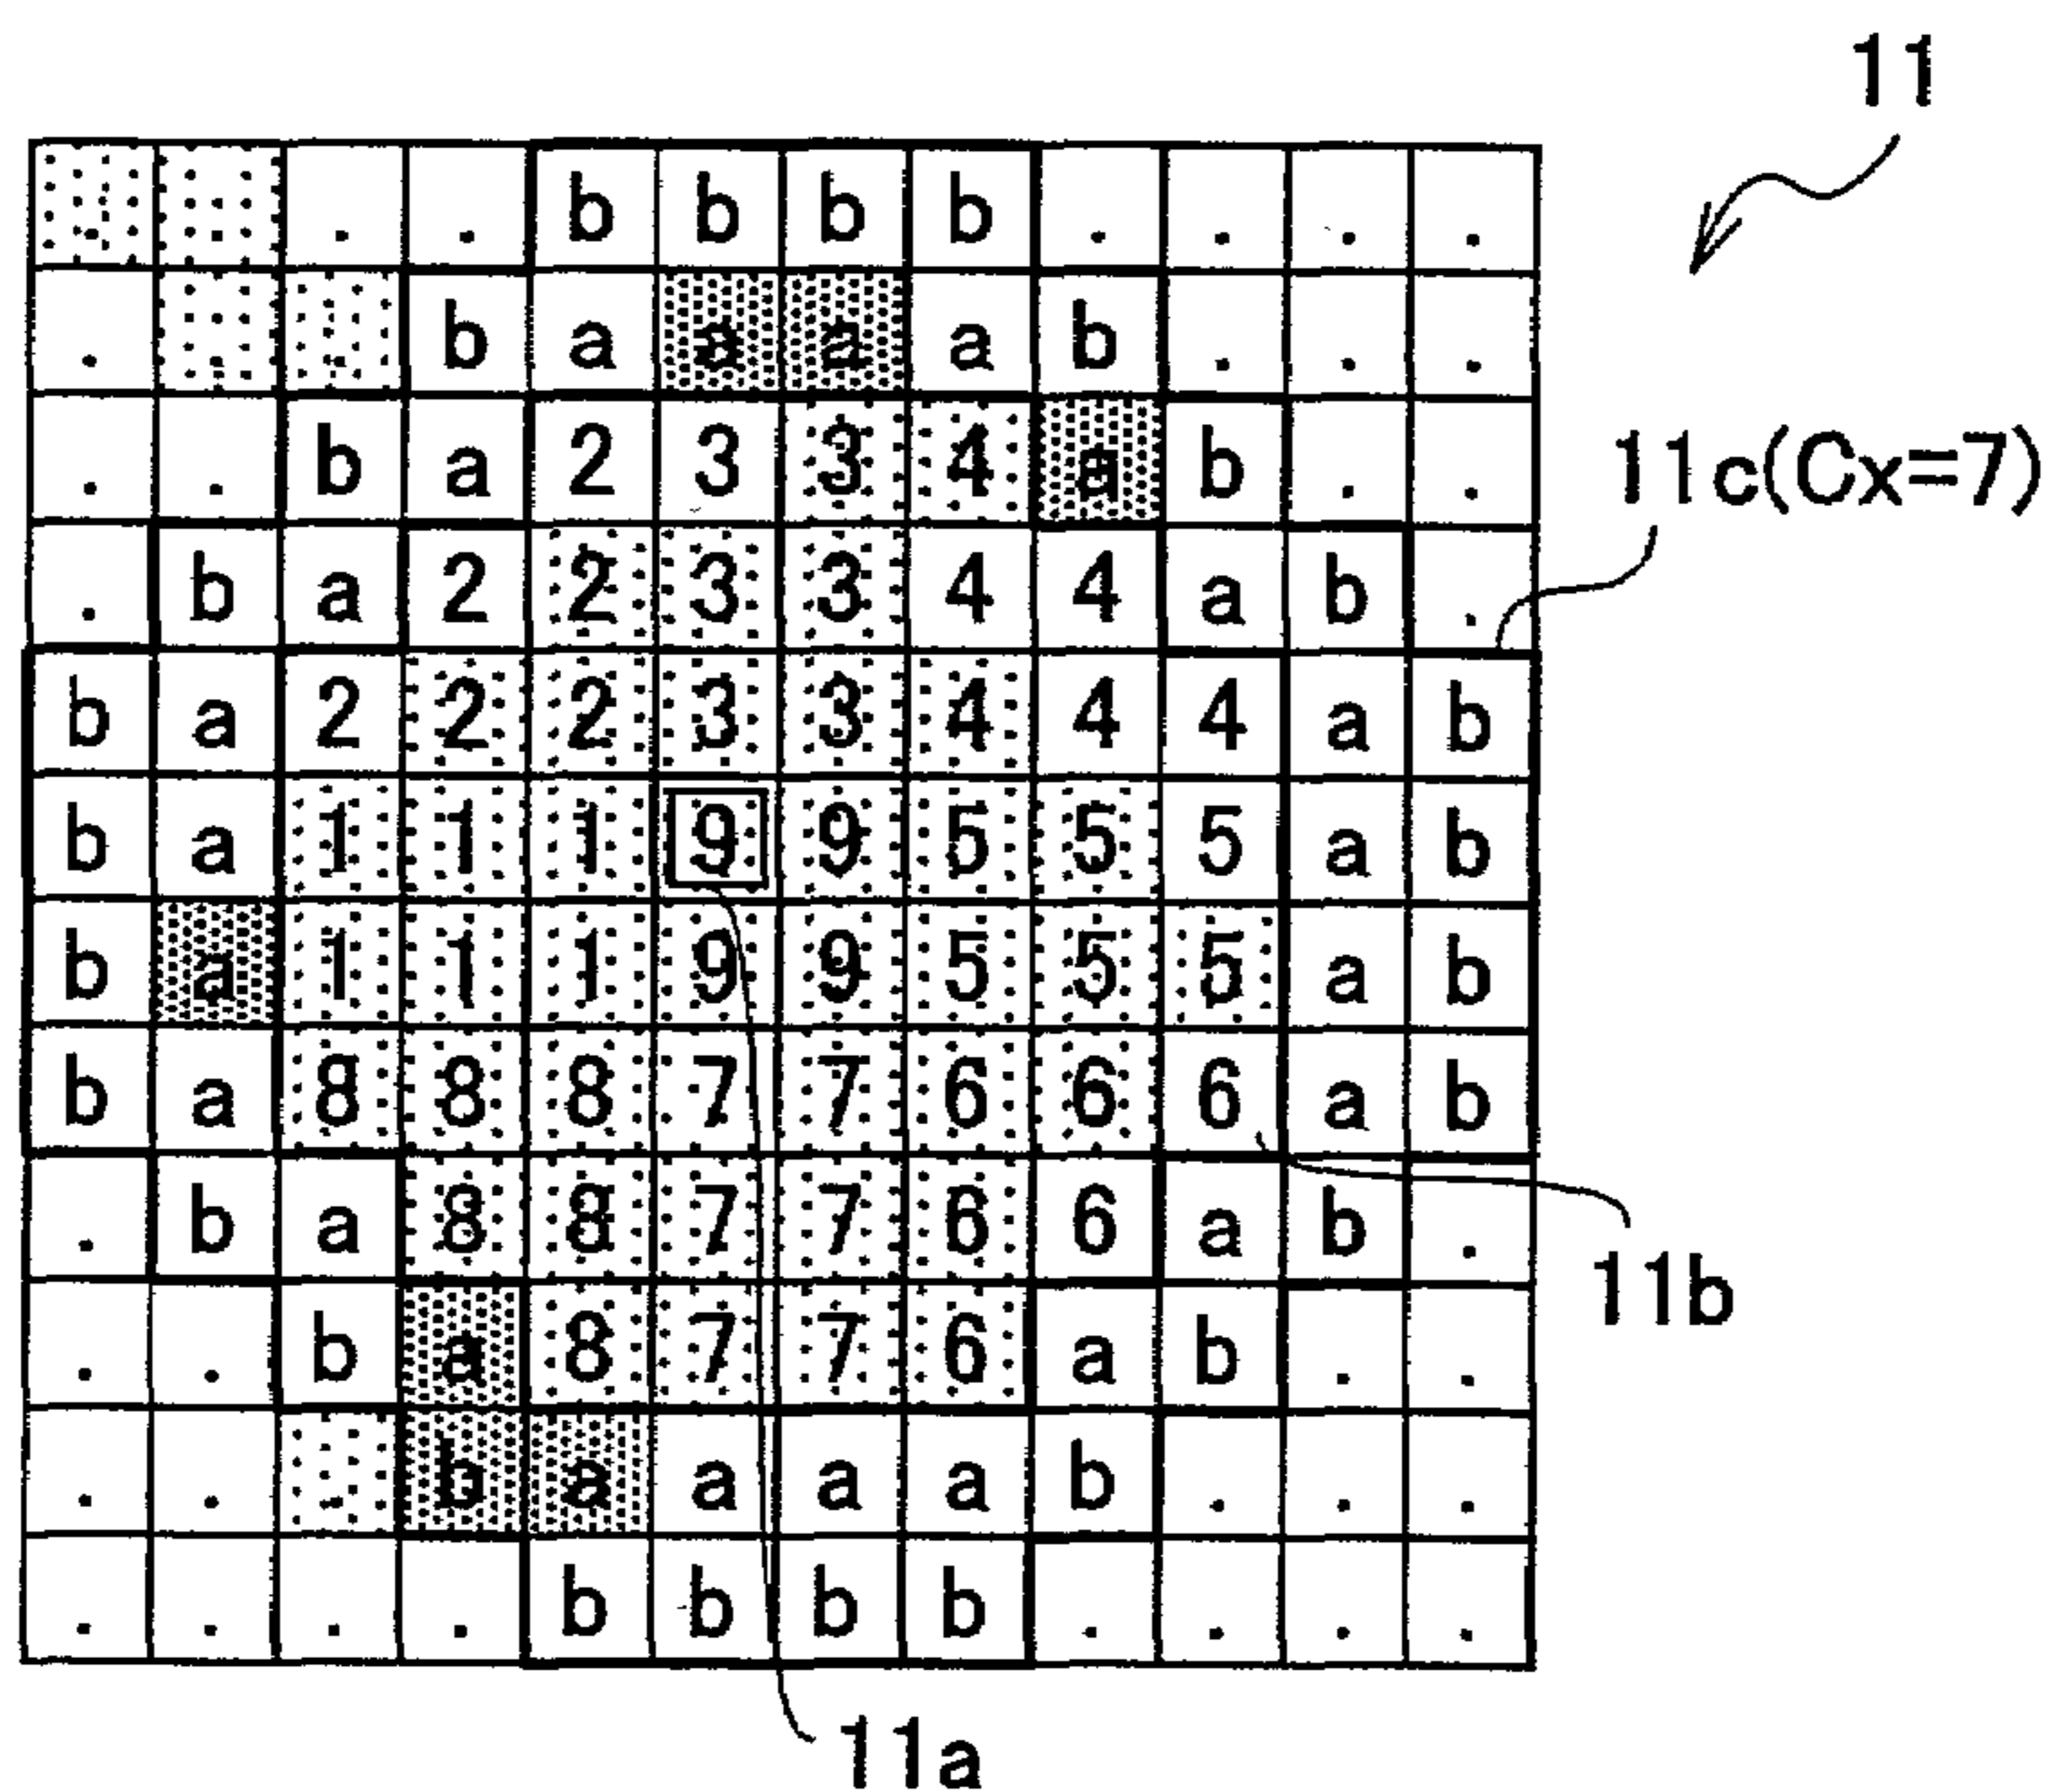 11
. . . . b b b b . . . .
. . . b a a a a b . . .
. . b a 2 3 3 4 a b . .
11c(Cx=7)
. b a 2 2 3 3 4 4 a b .
b a 2 2 2 3 3 4 4 4 a b
b a 1 1 1 9 9 5 5 5 a b
b a 1 1 1 9 9 5 5 5 a b
b a 8 8 8 7 7 6 6 6 a b
. b a 8 8 7 7 6 6 a b .
11b
. . b a 8 7 7 6 a b . .
. . . b a a a a b . . .
. . . . b b b b . . . .
11a